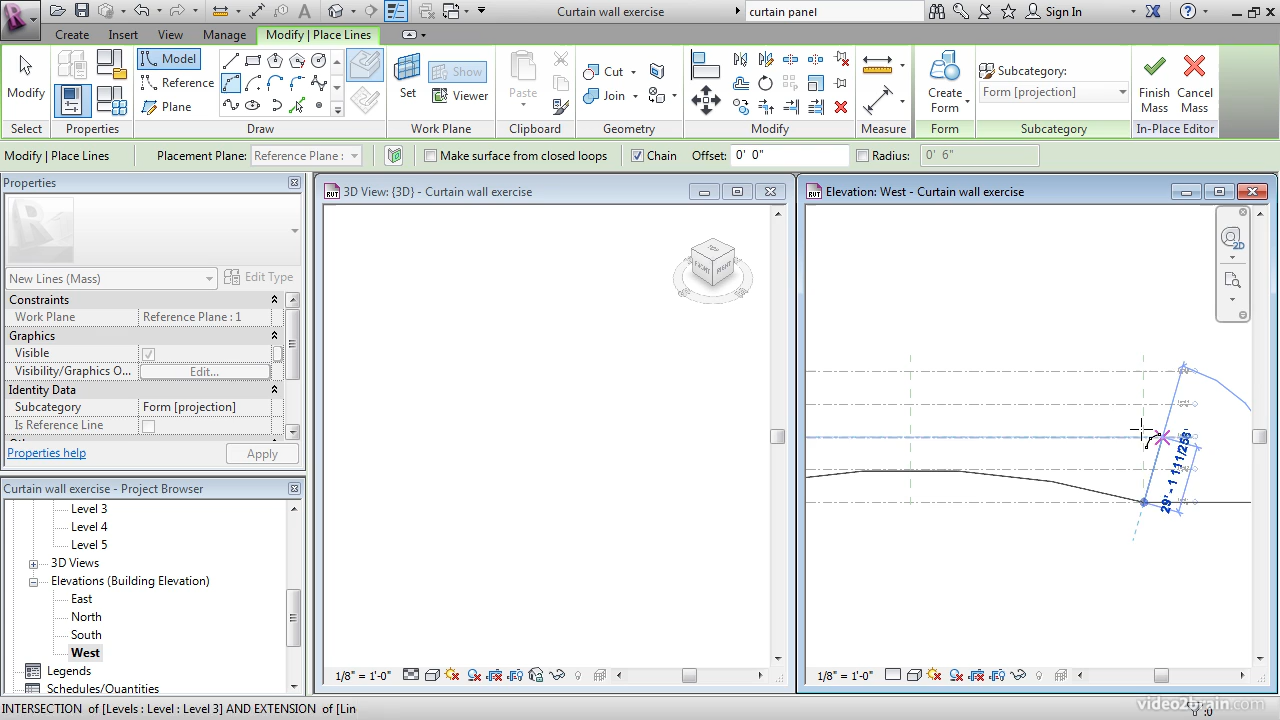 Curtain wall exercise
curtain panel
Sign In
Create
Insert
View
Manage
Modify | Place Lines
Modify
Model
Reference
Plane
Set
Show
Viewer
Paste
Cut
Join
Create
Form
Subcategory:
Form [projection]
Finish
Mass
Cancel
Mass
Select
Properties
Draw
Work Plane
Clipboard
Geometry
Modify
Measure
Form
Subcategory
In-Place Editor
Modify | Place Lines
Placement Plane:
Reference Plane :
Make surface from closed loops
Chain
Offset:
0' 0"
Radius:
0' 6"
Properties
New Lines (Mass)
Edit Type
Constraints
Work Plane
Reference Plane : 1
Graphics
Visible
Visibility/Graphics O...
Edit...
Identity Data
Subcategory
Form [projection]
Is Reference Line
Properties help
Apply
Curtain wall exercise - Project Browser
Level 3
Level 4
Level 5
3D Views
Elevations (Building Elevation)
East
North
South
West
Legends
Schedules/Quantities
3D View: {3D} - Curtain wall exercise
1/8" = 1'-0"
Elevation: West - Curtain wall exercise
2D
1/8" = 1'-0"
INTERSECTION of [Levels : Level : Level 3] AND EXTENSION of [Lin
:0
video2brain.com